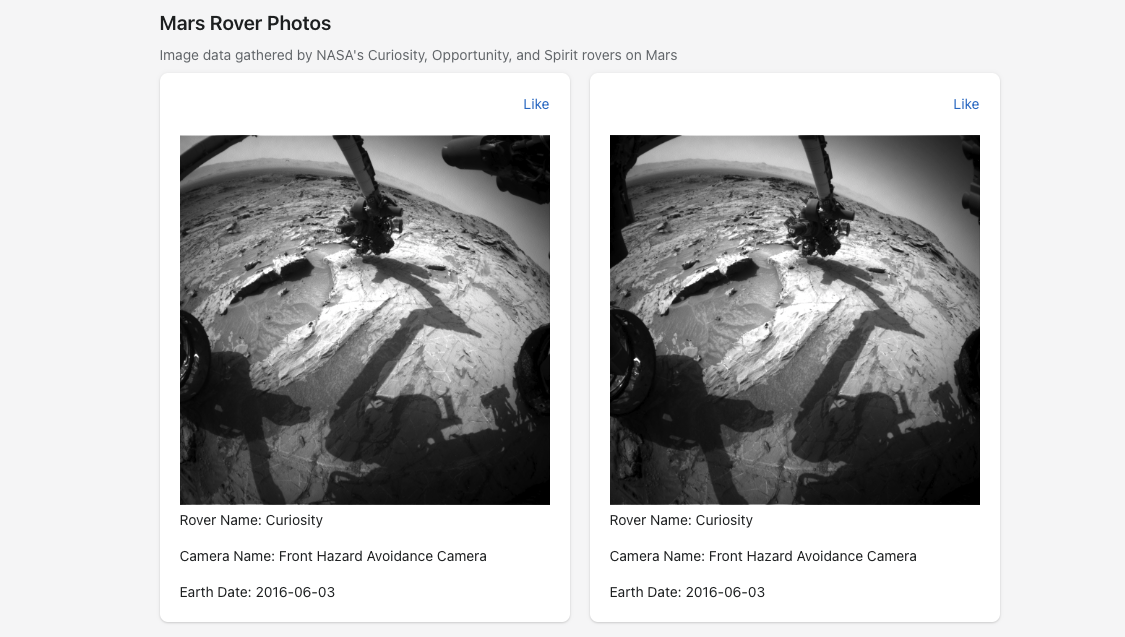 Mars Rover Photos
Image data gathered by NASA's Curiosity, Opportunity, and Spirit rovers on Mars
Like
Rover Name: Curiosity
Camera Name: Front Hazard Avoidance Camera
Earth Date: 2016-06-03
Like
Rover Name: Curiosity
Camera Name: Front Hazard Avoidance Camera
Earth Date: 2016-06-03